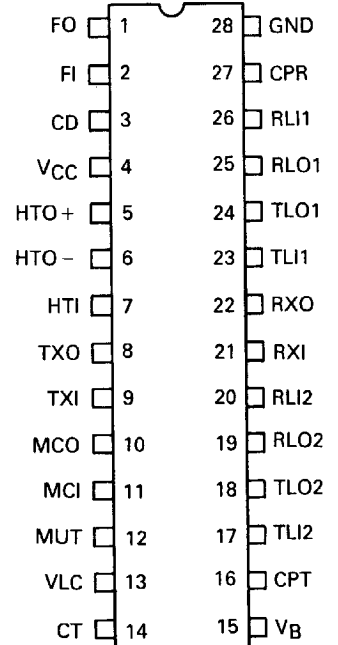 FO 1 28 GND
FI 2 27 CPR
CD 3 26 RLI1
VCC 4 25 RLO1
HTO+ 5 24 TLO1
HTO- 6 23 TLI1
HTI 7 22 RXO
TXO 8 21 RXI
TXI 9 20 RLI2
MCO 10 19 RLO2
MCI 11 18 TLO2
MUT 12 17 TLI2
VLC 13 16 CPT
CT 14 15 VB